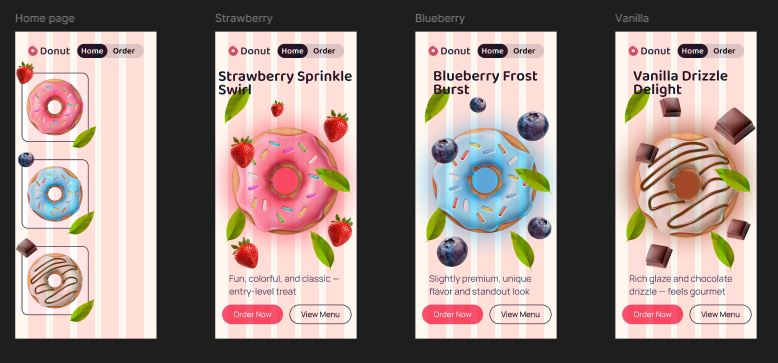 Home page
Strawberry
Blueberry
Vanilla
Donut Home Order
Donut Home Order
Donut Home Order
Donut Home Order
Strawberry Sprinkle
Swirl
Blueberry Frost
Burst
Vanilla Drizzle
Delight
Fun, colorful, and classic —
entry-level treat
Slightly premium, unique
flavor and standout look
Rich glaze and chocolate
drizzle — feels gourmet
Order Now View Menu
Order Now View Menu
Order Now View Menu